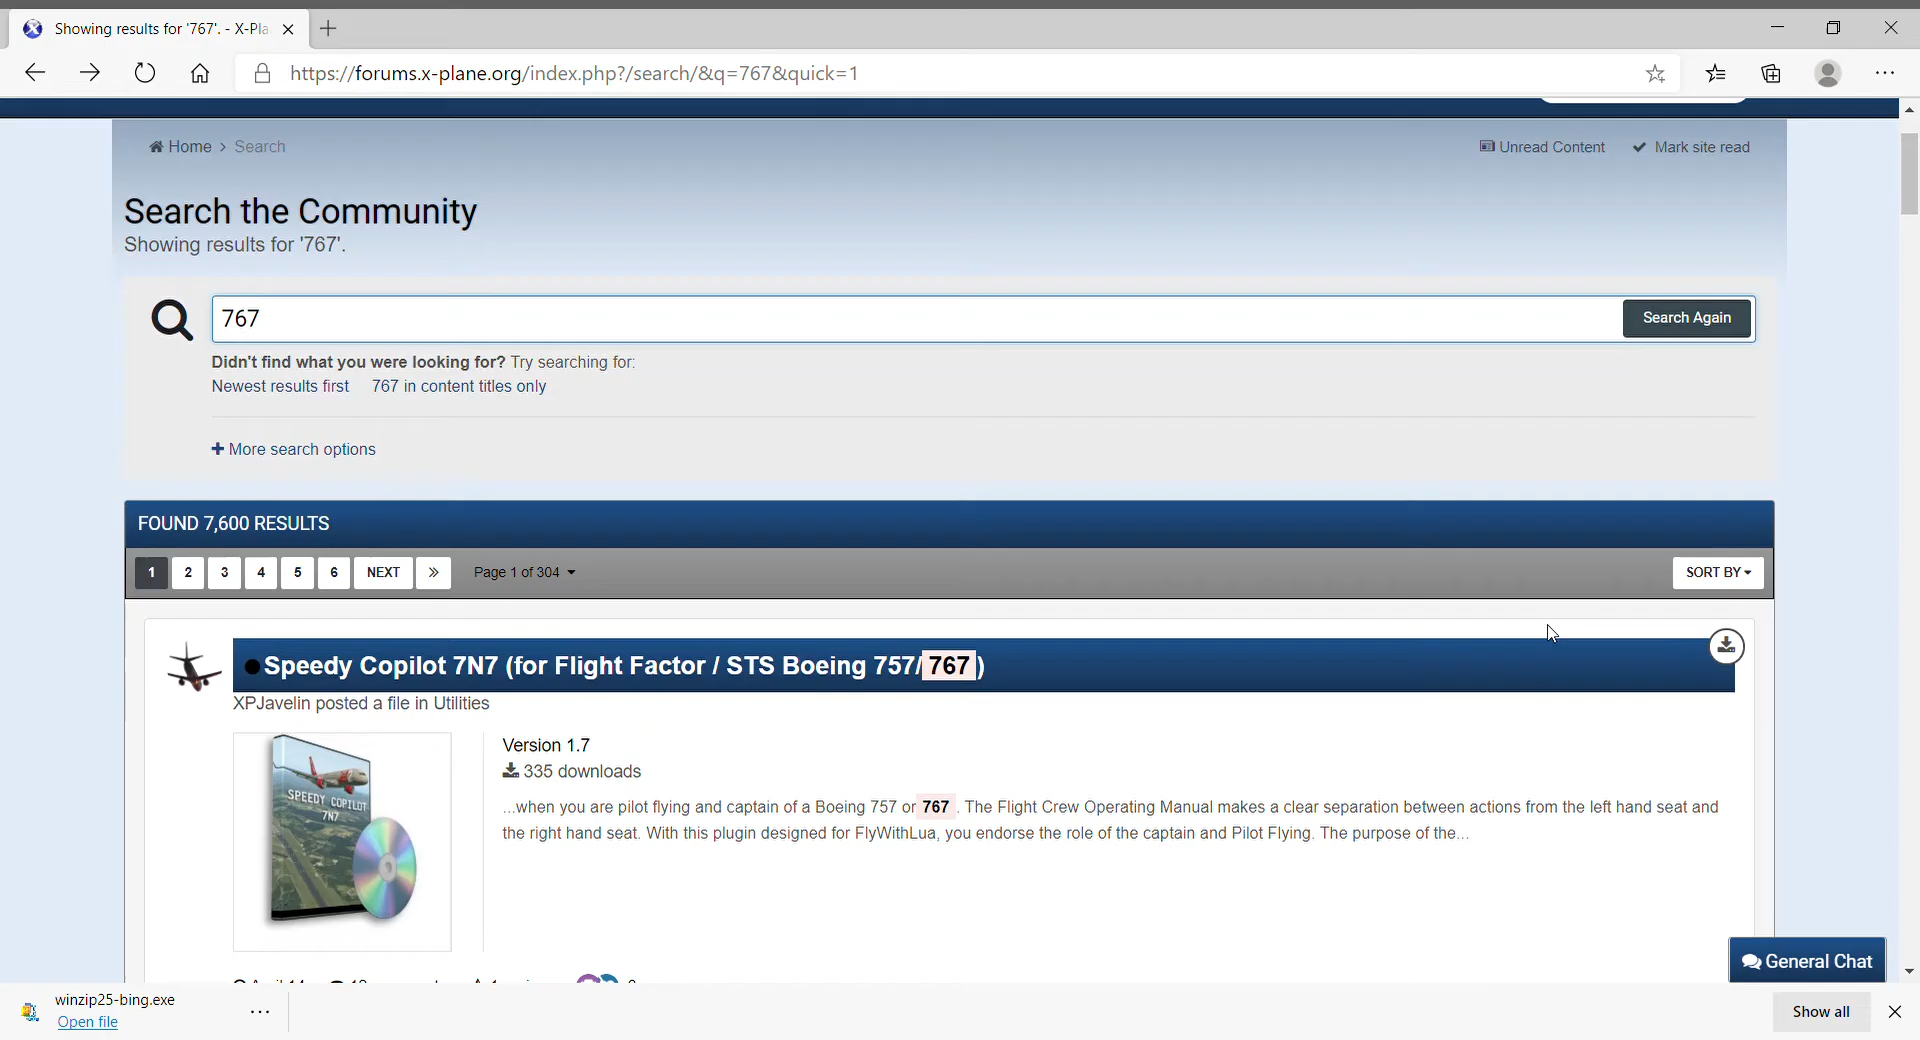 Showing results for '767'. - X-Pla
https://forums.x-plane.org/index.php?/search/&q=767&quick=1
Home > Search
Unread Content
Mark site read
Search the Community
Showing results for '767'.
767
Search Again
Didn't find what you were looking for? Try searching for:
Newest results first 767 in content titles only
+ More search options
FOUND 7,600 RESULTS
1 2 3 4 5 6 NEXT » Page 1 of 304
SORT BY
Speedy Copilot 7N7 (for Flight Factor / STS Boeing 757/767)
XPJavelin posted a file in Utilities
SPEEDY COPILOT
7N7
Version 1.7
335 downloads
...when you are pilot flying and captain of a Boeing 757 or 767. The Flight Crew Operating Manual makes a clear separation between actions from the left hand seat and
the right hand seat. With this plugin designed for FlyWithLua, you endorse the role of the captain and Pilot Flying. The purpose of the...
General Chat
winzip25-bing.exe
Open file
Show all